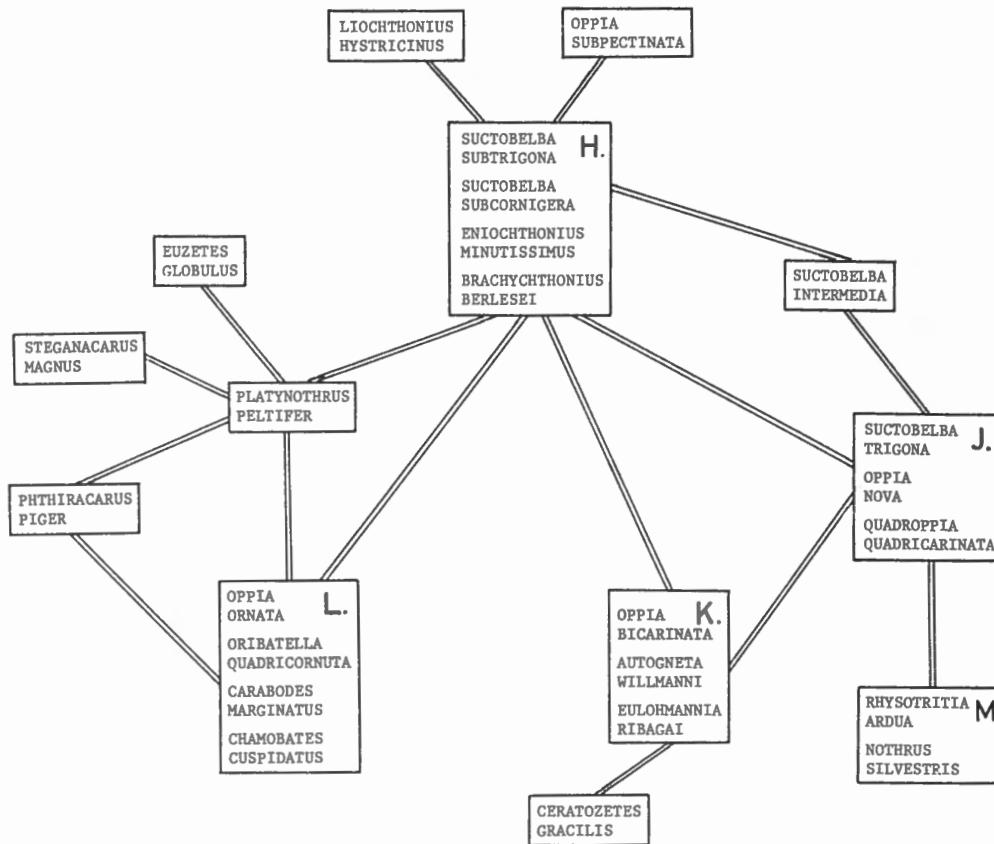 LIOCHTHONIUS
HYSTRICINUS
OPPIA
SUBPECTINATA
SUCTOBELBA
SUBTRIGONA
H.
SUCTOBELBA
SUBCORNIGERA
ENIOCHTHONIUS
MINUTISSIMUS
BRACHYCHTHONIUS
BERLESEI
EUZETES
GLOBULUS
SUCTOBELBA
INTERMEDIA
STEGANACARUS
MAGNUS
PLATYNOTHRUS
PELTIFER
SUCTOBELBA
TRIGONA
J.
OPPIA
NOVA
QUADROPPIA
QUADRICARINATA
PHTHIRACARUS
PIGER
OPPIA
ORNATA
L.
ORIBATELLA
QUADRICORNUTA
CARABODES
MARGINATUS
CHAMOBATES
CUSPIDATUS
OPPIA
BICARINATA
K.
AUTOGNETA
WILLMANNI
EULOHMANNIA
RIBAGAI
RHYSOTRITIA
ARDUA
M
NOTHRUS
SILVESTRIS
CERATOZETES
GRACILIS